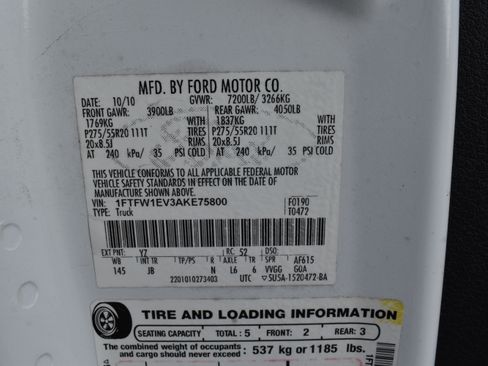 MFD. BY FORD MOTOR CO.
DATE: 10/10 GVWR: 7200LB/ 3266KG
FRONT GAWR: 3900LB REAR GAWR: 4050LB
1769KG WITH 1837KG WITH
P275/55R20 111T TIRES P275/55R20 111T TIRES
20x8.5J RIMS 20x8.5J RIMS
AT 240 kPa/ 35 PSI COLD AT 240 kPa/ 35 PSI COLD
THIS VEHICLE CONFORMS TO ALL APPLICABLE FEDERAL MOTOR
VEHICLE SAFETY STANDARDS IN EFFECT ON THE DATE OF
MANUFACTURE SHOWN ABOVE.
VIN: 1FTFW1EV3AKE75800 F0190
TYPE: Truck T0472
EXT PNT: YZ RC: 52 DSO:
WB INT TR TP/PS R AXLE TR SPR AF615
145 JB N L6 6 VVGG GQA
2201010273403 UTC 5U5A-1520472-BA
TIRE AND LOADING INFORMATION
SEATING CAPACITY TOTAL : 5 FRONT: 2 REAR: 3
The combined weight of occupants
and cargo should never exceed : 537 kg or 1185 lbs.